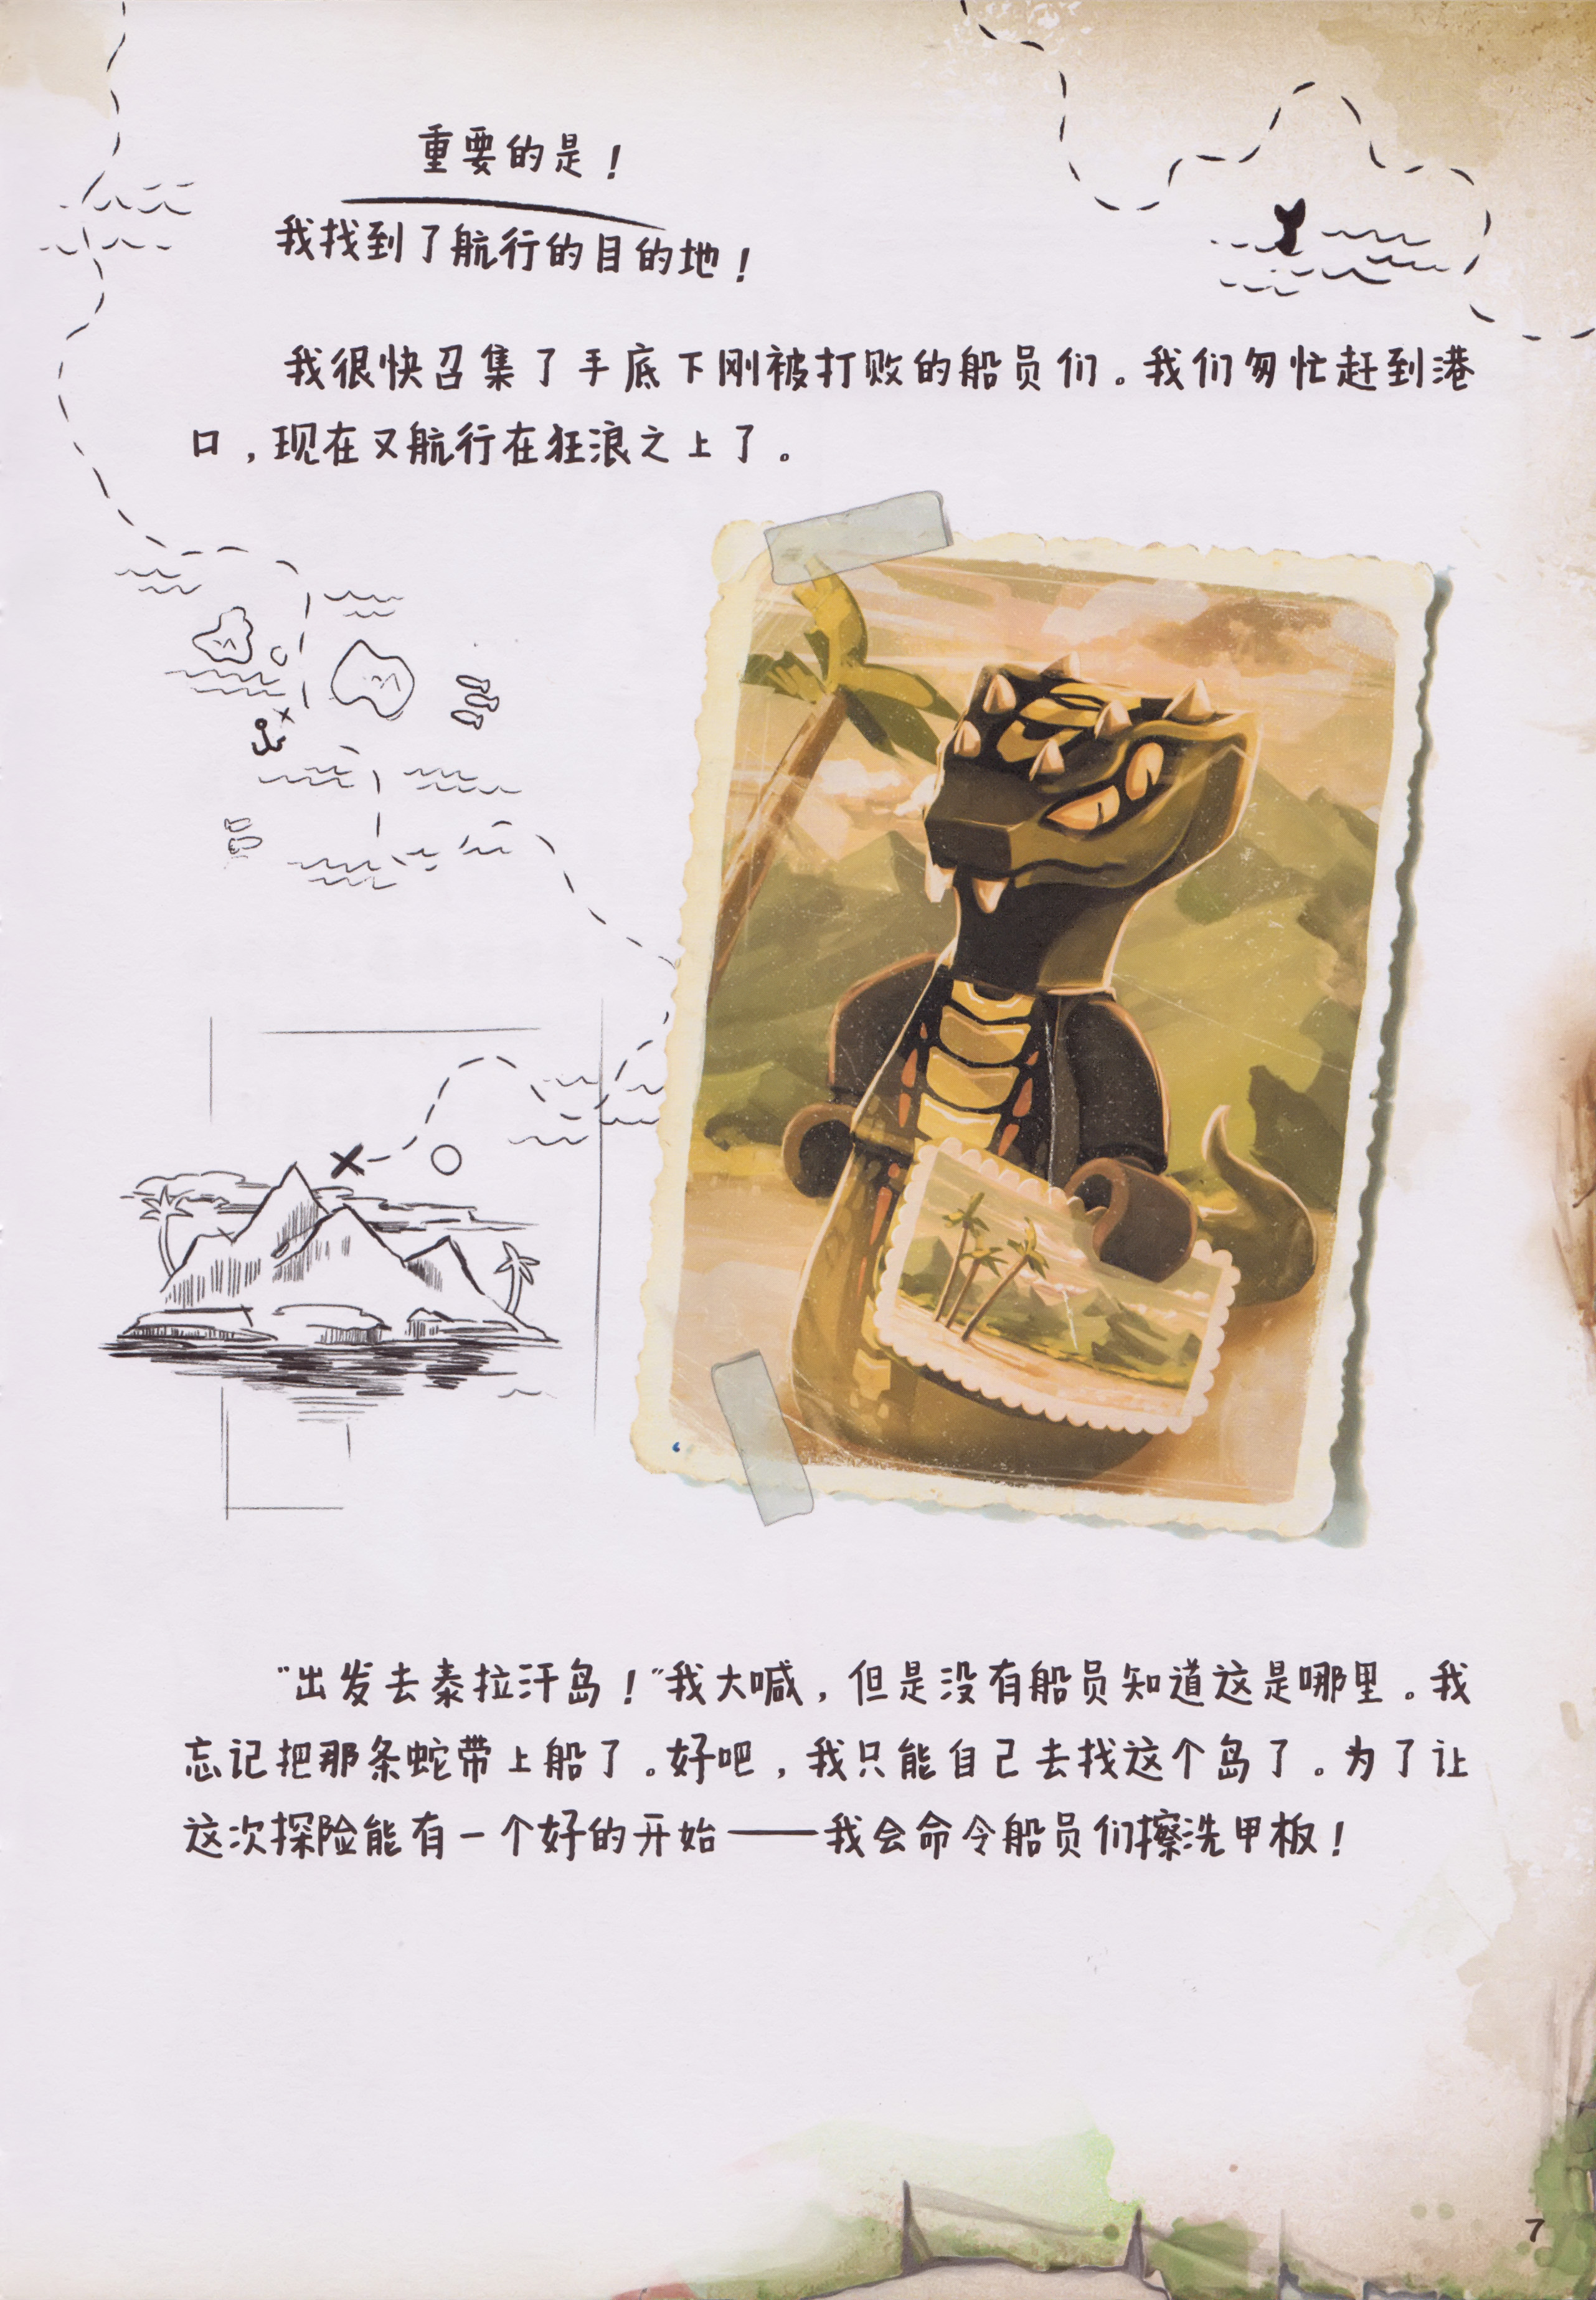 重要的是！
我找到了航行的目的地！
我很快召集了手底下刚被打败的船员们。我们匆忙赶到港
口，现在又航行在狂浪之上了。
"出发去泰拉汗岛！"我大喊，但是没有船员知道这是哪里。我
忘记把那条蛇带上船了。好吧，我只能自己去找这个岛了。为了让
这次探险能有一个好的开始——我会命令船员们擦洗甲板！
7